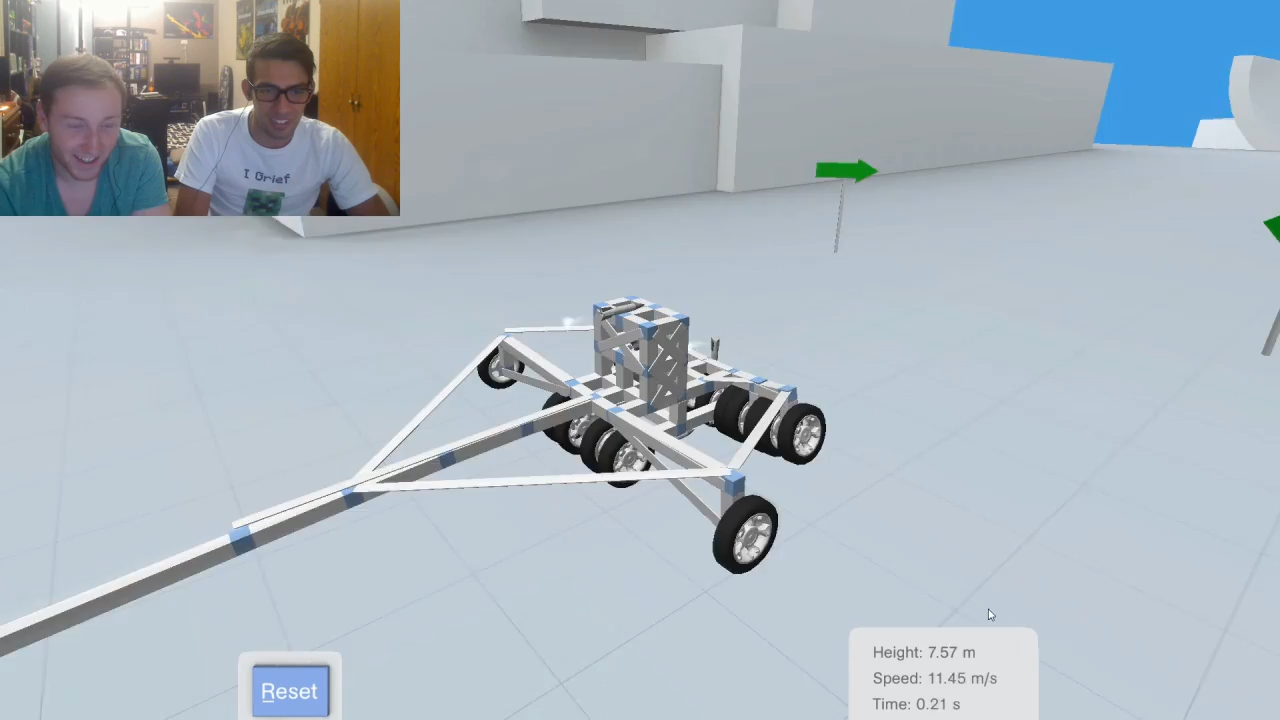 I Grief
Reset
Height: 7.57 m
Speed: 11.45 m/s
Time: 0.21 s